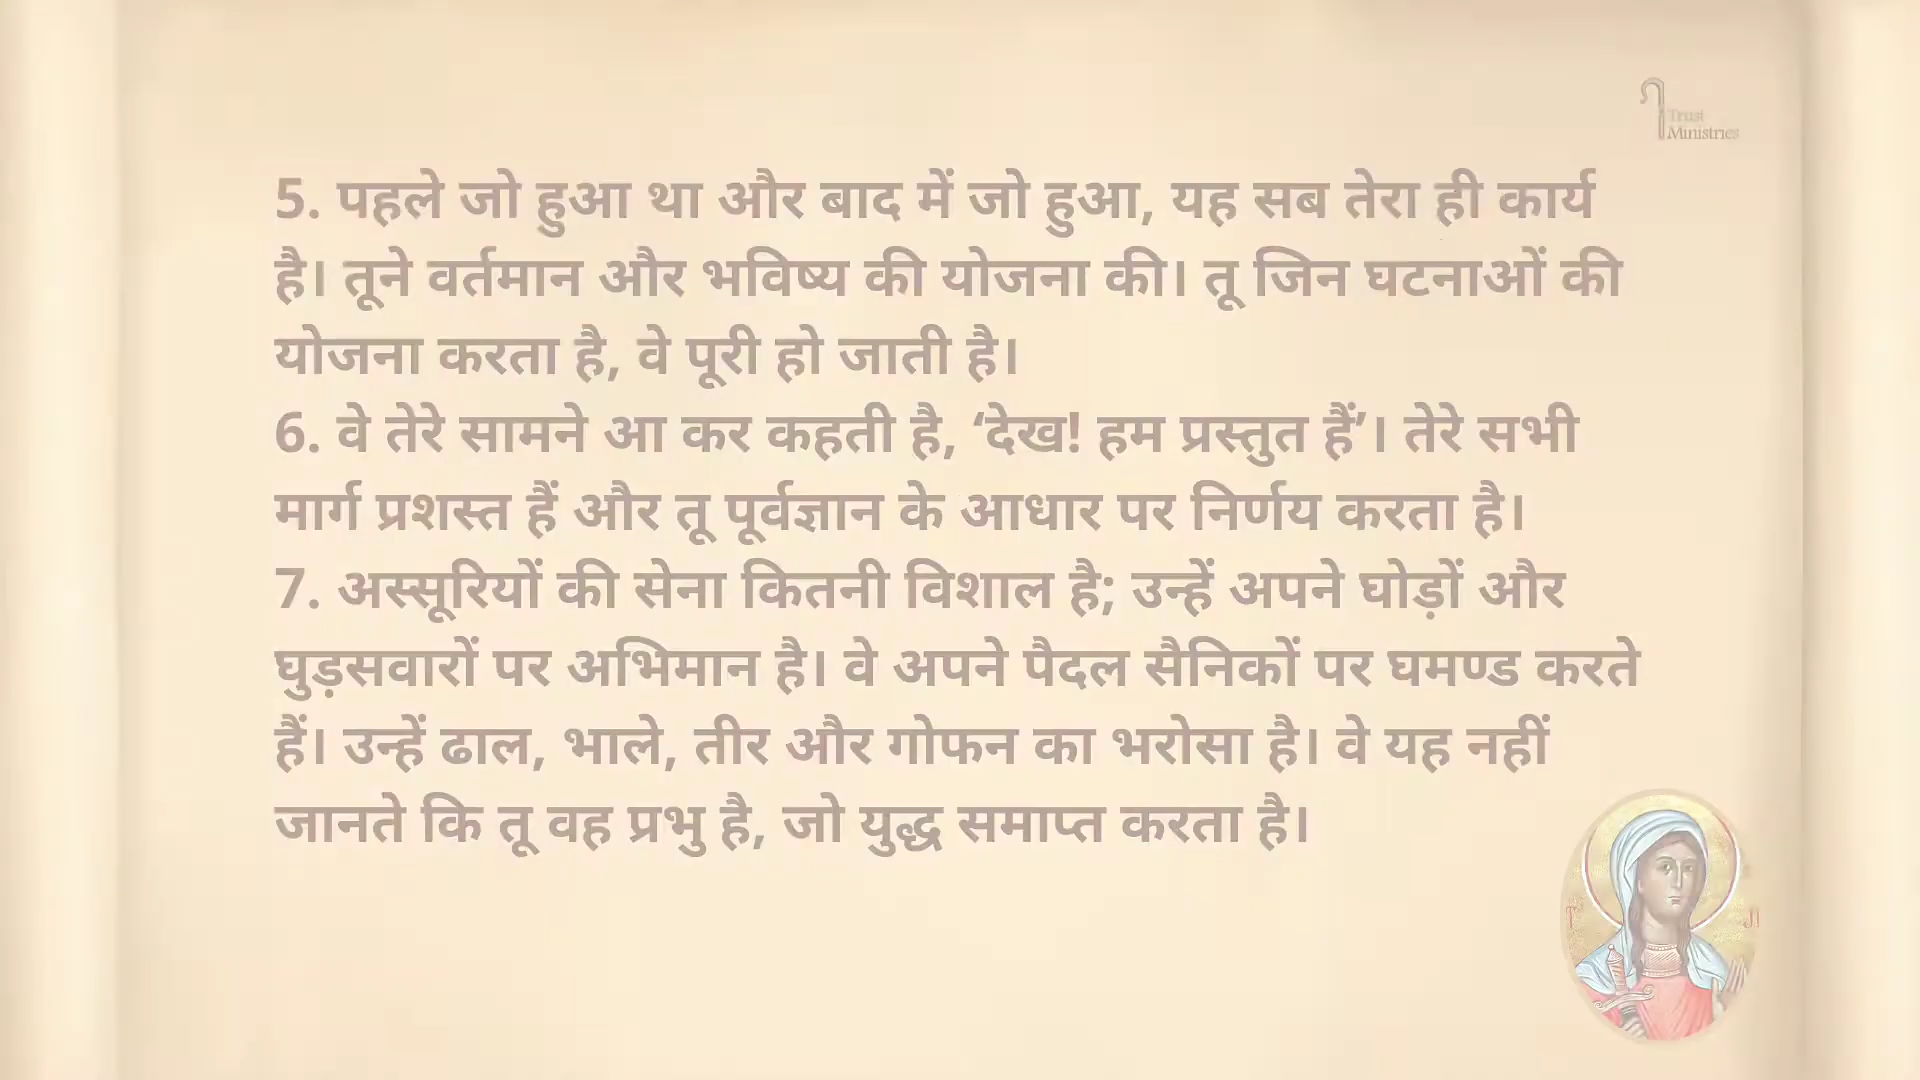 Trust
Ministries
5. पहले जो हुआ था और बाद में जो हुआ, यह सब तेरा ही कार्य
है। तूने वर्तमान और भविष्य की योजना की। तू जिन घटनाओं की
योजना करता है, वे पूरी हो जाती है।
6. वे तेरे सामने आ कर कहती है, ‘देख! हम प्रस्तुत हैं’। तेरे सभी
मार्ग प्रशस्त हैं और तू पूर्वज्ञान के आधार पर निर्णय करता है।
7. अस्सूरियों की सेना कितनी विशाल है; उन्हें अपने घोड़ों और
घुड़सवारों पर अभिमान है। वे अपने पैदल सैनिकों पर घमण्ड करते
हैं। उन्हें ढाल, भाले, तीर और गोफन का भरोसा है। वे यह नहीं
जानते कि तू वह प्रभु है, जो युद्ध समाप्त करता है।